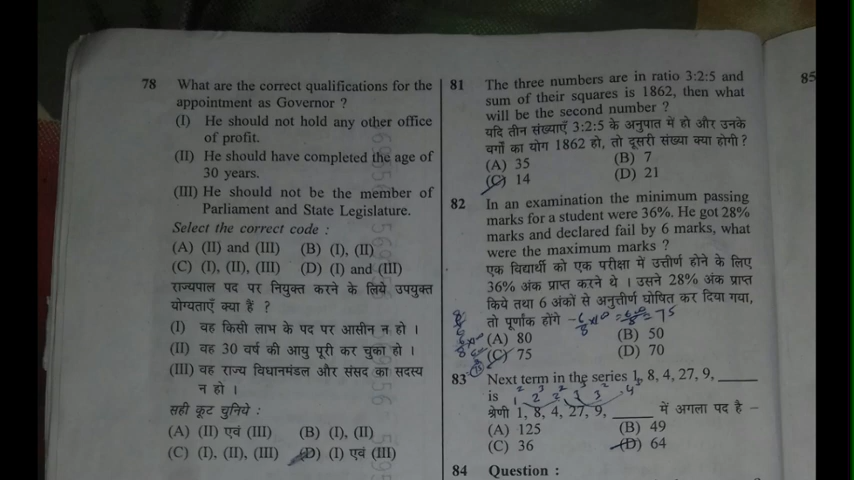 78 What are the correct qualifications for the
appointment as Governor ?
(I) He should not hold any other office
of profit.
(II) He should have completed the age of
30 years.
(III) He should not be the member of
Parliament and State Legislature.
Select the correct code :
(A) (II) and (III) (B) (I), (II)
(C) (I), (II), (III) (D) (I) and (III)
राज्यपाल पद पर नियुक्त करने के लिये उपयुक्त
योग्यताएँ क्या हैं ?
(I) वह किसी लाभ के पद पर आसीन न हो ।
(II) वह 30 वर्ष की आयु पूरी कर चुका हो ।
(III) वह राज्य विधानमंडल और संसद का सदस्य
न हो ।
सही कूट चुनिये :
(A) (II) एवं (III) (B) (I), (II)
(C) (I), (II), (III) (D) (I) एवं (III)
81 The three numbers are in ratio 3:2:5 and
sum of their squares is 1862, then what
will be the second number ?
यदि तीन संख्याएँ 3:2:5 के अनुपात में हो और उनके
वर्गों का योग 1862 हो, तो दूसरी संख्या क्या होगी ?
(A) 35 (B) 7
(C) 14 (D) 21
82 In an examination the minimum passing
marks for a student were 36%. He got 28%
marks and declared fail by 6 marks, what
were the maximum marks ?
एक विद्यार्थी को एक परीक्षा में उत्तीर्ण होने के लिए
36% अंक प्राप्त करने थे । उसने 28% अंक प्राप्त
किये तथा 6 अंकों से अनुत्तीर्ण घोषित कर दिया गया,
तो पूर्णांक होंगे –
(A) 80 (B) 50
(C) 75 (D) 70
83 Next term in the series 1, 8, 4, 27, 9, _____
is
श्रेणी 1, 8, 4, 27, 9, _____ में अगला पद है –
(A) 125 (B) 49
(C) 36 (D) 64
84 Question :
85